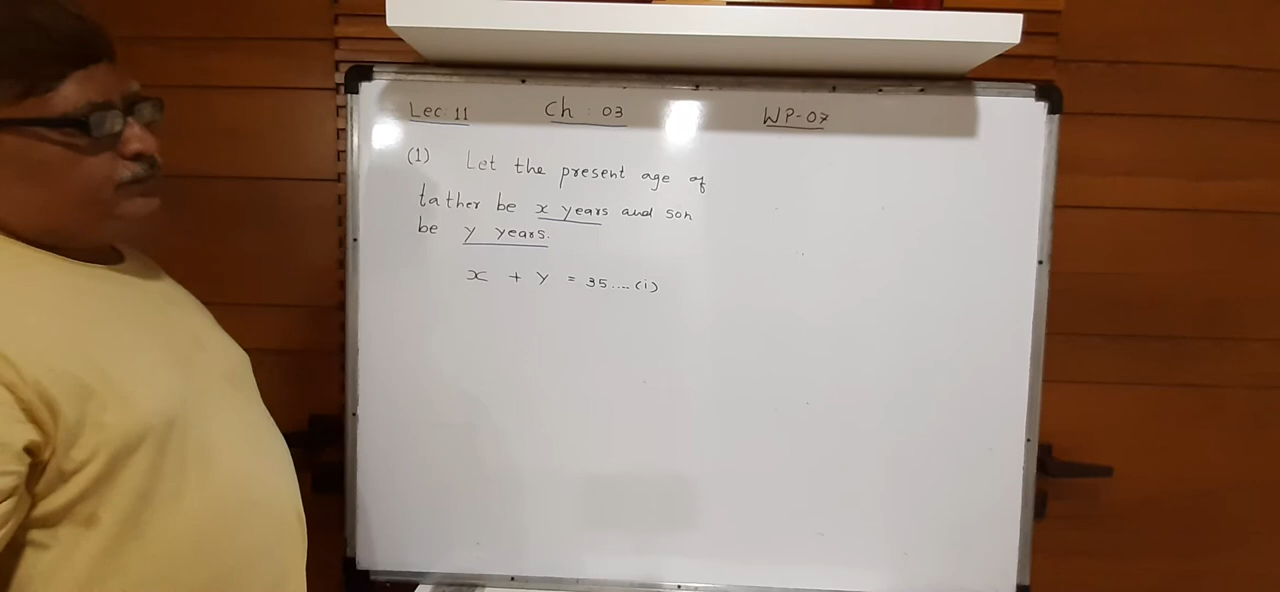 Lec: 11 Ch : 03 WP-07
(1) Let the present age of
tather be x years and son
be y years.
x + y = 35....(i)